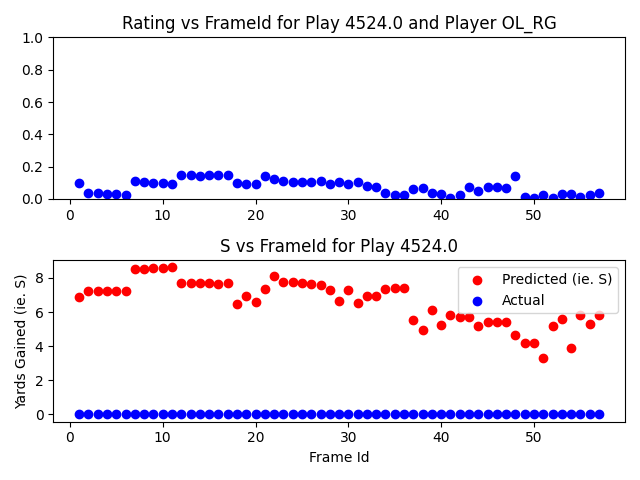 Rating vs FrameId for Play 4524.0 and Player OL_RG
1.0
0.8
0.6
0.4
0.2
0.0
0 10 20 30 40 50
S vs FrameId for Play 4524.0
Yards Gained (ie. S)
8
6
4
2
0
Predicted (ie. S)
Actual
0 10 20 30 40 50
Frame Id